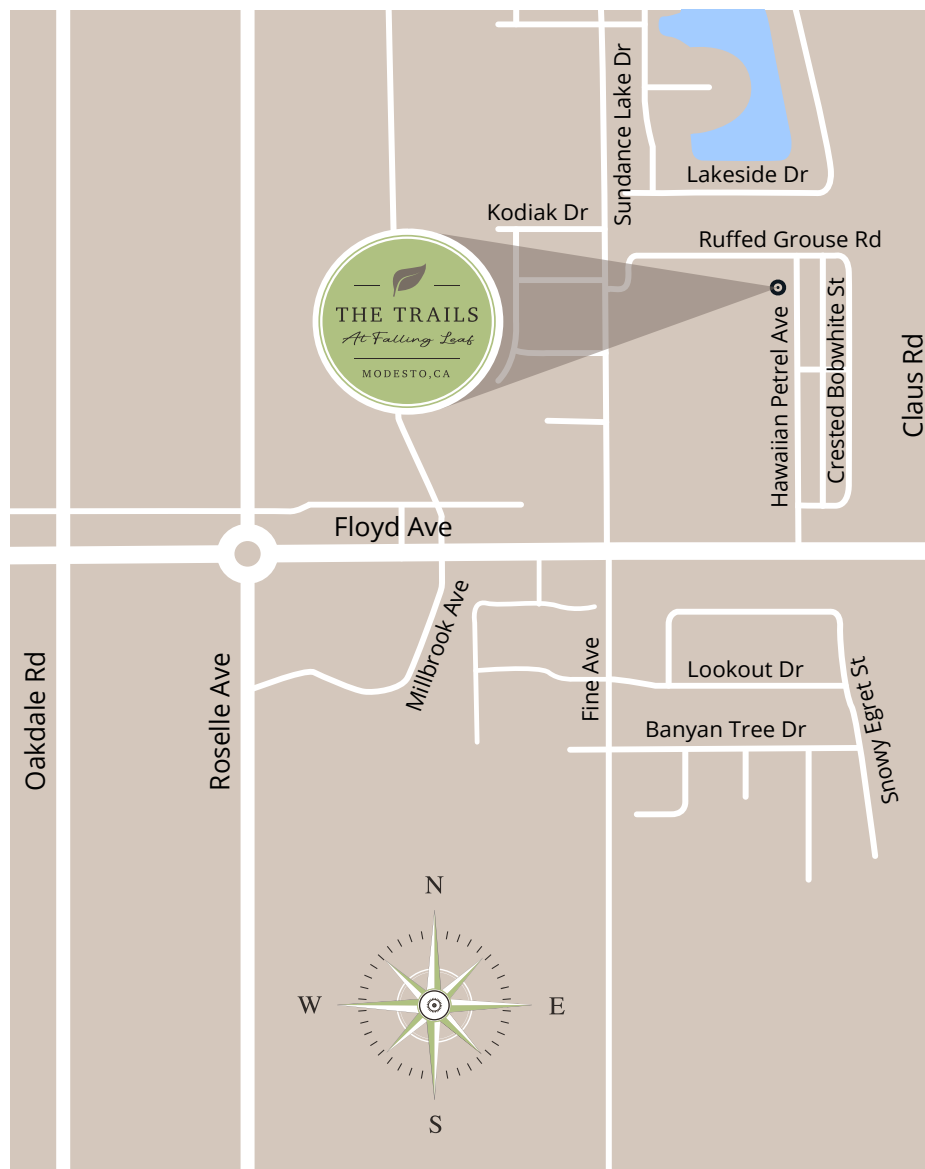 Sundance Lake Dr
Lakeside Dr
Kodiak Dr
Ruffed Grouse Rd
THE TRAILS
At Falling Leaf
MODESTO,CA
Hawaiian Petrel Ave
Crested Bobwhite St
Claus Rd
Floyd Ave
Millbrook Ave
Oakdale Rd
Roselle Ave
Fine Ave
Lookout Dr
Snowy Egret St
Banyan Tree Dr
N
W
E
S